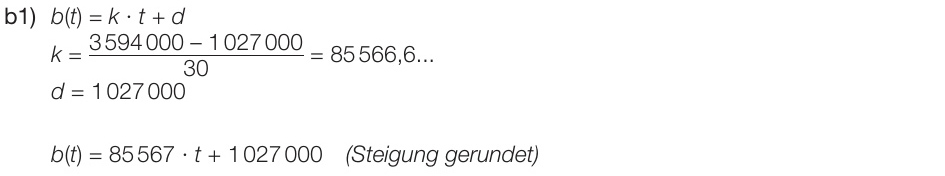 b1) b(t) = k · t + d
k = (3 594 000 – 1 027 000) / 30 = 85 566,6...
d = 1 027 000
b(t) = 85 567 · t + 1 027 000 (Steigung gerundet)